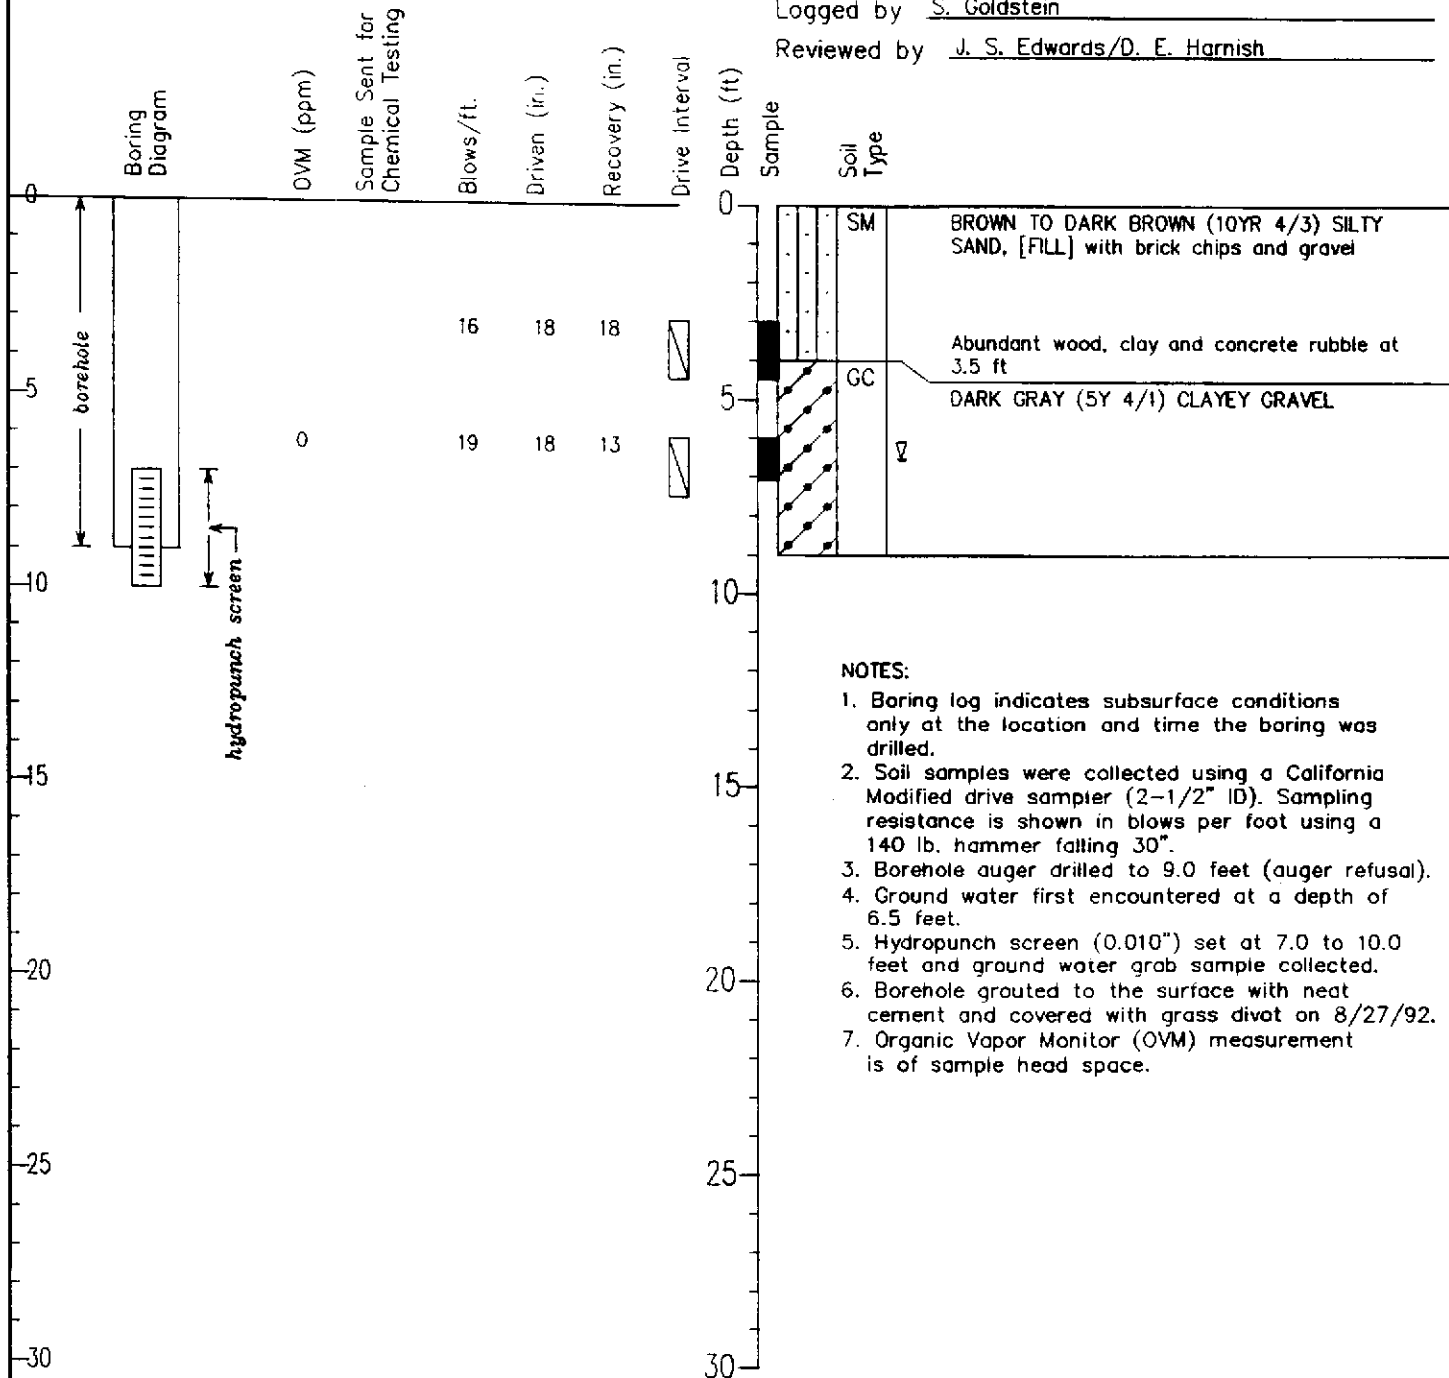 Logged by S. Goldstein
Reviewed by J. S. Edwards/D. E. Harnish
Boring
Diagram
OVM (ppm)
Sample Sent for
Chemical Testing
Blows/ft.
Driven (in.)
Recovery (in.)
Drive Interval
Depth (ft)
Sample
Soil
Type
0
5
10
15
20
25
30
borehole
hydropunch screen
16 18 18
0 19 18 13
0
5
10
15
20
25
30
SM
BROWN TO DARK BROWN (10YR 4/3) SILTY
SAND, [FILL] with brick chips and gravel
Abundant wood, clay and concrete rubble at
3.5 ft
GC
DARK GRAY (5Y 4/1) CLAYEY GRAVEL
NOTES:
1. Boring log indicates subsurface conditions
only at the location and time the boring was
drilled.
2. Soil samples were collected using a California
Modified drive sampler (2-1/2" ID). Sampling
resistance is shown in blows per foot using a
140 lb. hammer falling 30".
3. Borehole auger drilled to 9.0 feet (auger refusal).
4. Ground water first encountered at a depth of
6.5 feet.
5. Hydropunch screen (0.010") set at 7.0 to 10.0
feet and ground water grab sample collected.
6. Borehole grouted to the surface with neat
cement and covered with grass divot on 8/27/92.
7. Organic Vapor Monitor (OVM) measurement
is of sample head space.